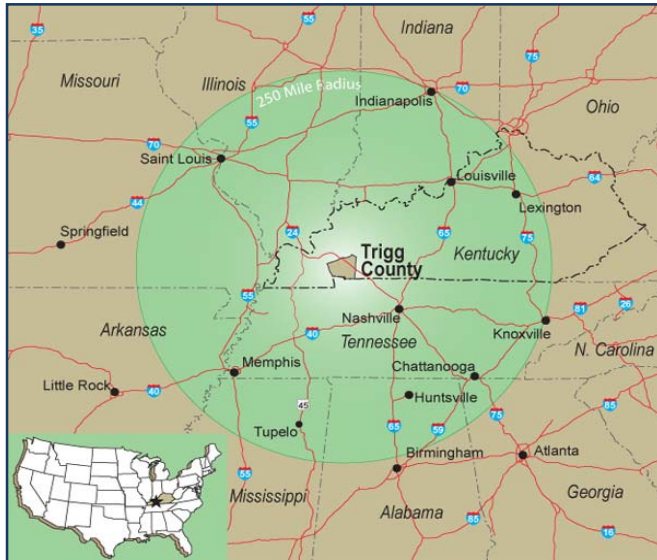 35
Indiana
75
Missouri
Illinois
250 Mile Radius
Indianapolis
70
Ohio
55
70
Saint Louis
Louisville
64
44
Lexington
Springfield
24
65
75
Trigg
County
Kentucky
55
Nashville
81
26
Arkansas
40
Tennessee
Knoxville
N. Carolina
Memphis
Chattanooga
Little Rock
40
45
Huntsville
75
85
Tupelo
65
59
Birmingham
Atlanta
55
Mississippi
Alabama
Georgia
85
16